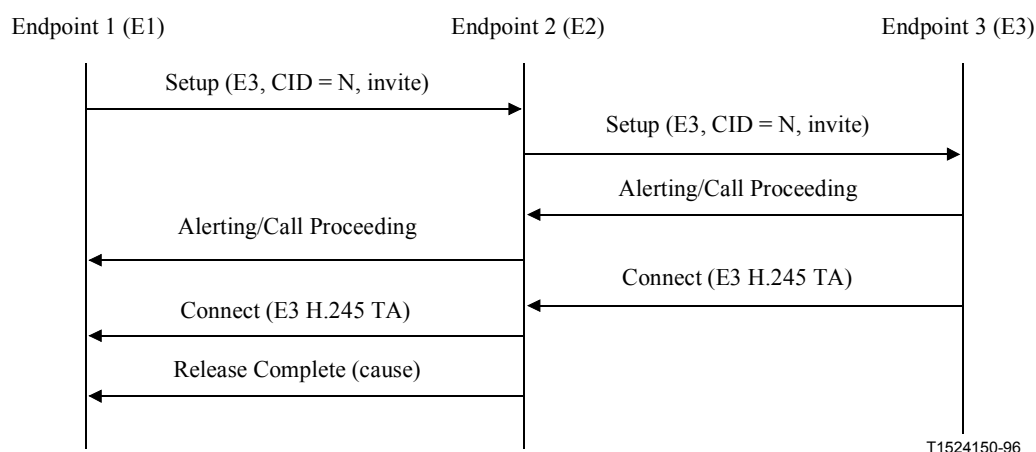 Endpoint 1 (E1)
Endpoint 2 (E2)
Endpoint 3 (E3)
Setup (E3, CID = N, invite)
Setup (E3, CID = N, invite)
Alerting/Call Proceeding
Alerting/Call Proceeding
Connect (E3 H.245 TA)
Connect (E3 H.245 TA)
Release Complete (cause)
T1524150-96